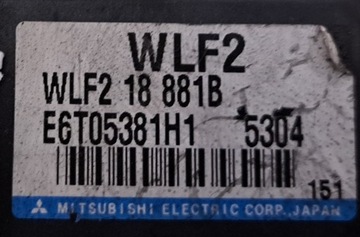 WLF2
WLF2 18 881B
E6T05381H1 5304
151
MITSUBISHI ELECTRIC CORP.,JAPAN